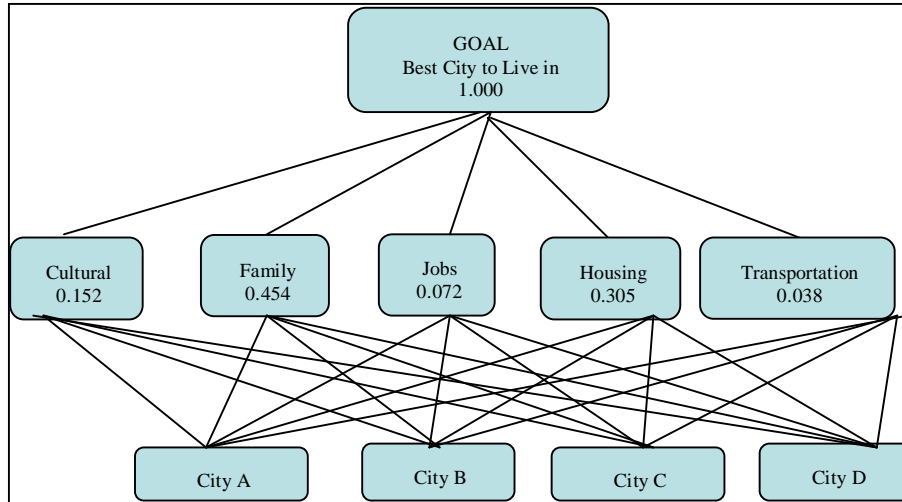 GOAL
Best City to Live in
1.000
Cultural
0.152
Family
0.454
Jobs
0.072
Housing
0.305
Transportation
0.038
City A
City B
City C
City D